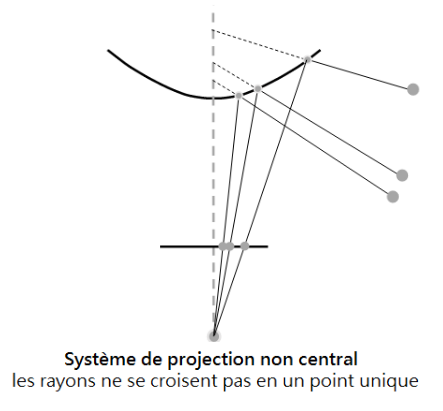 Système de projection non central
les rayons ne se croisent pas en un point unique